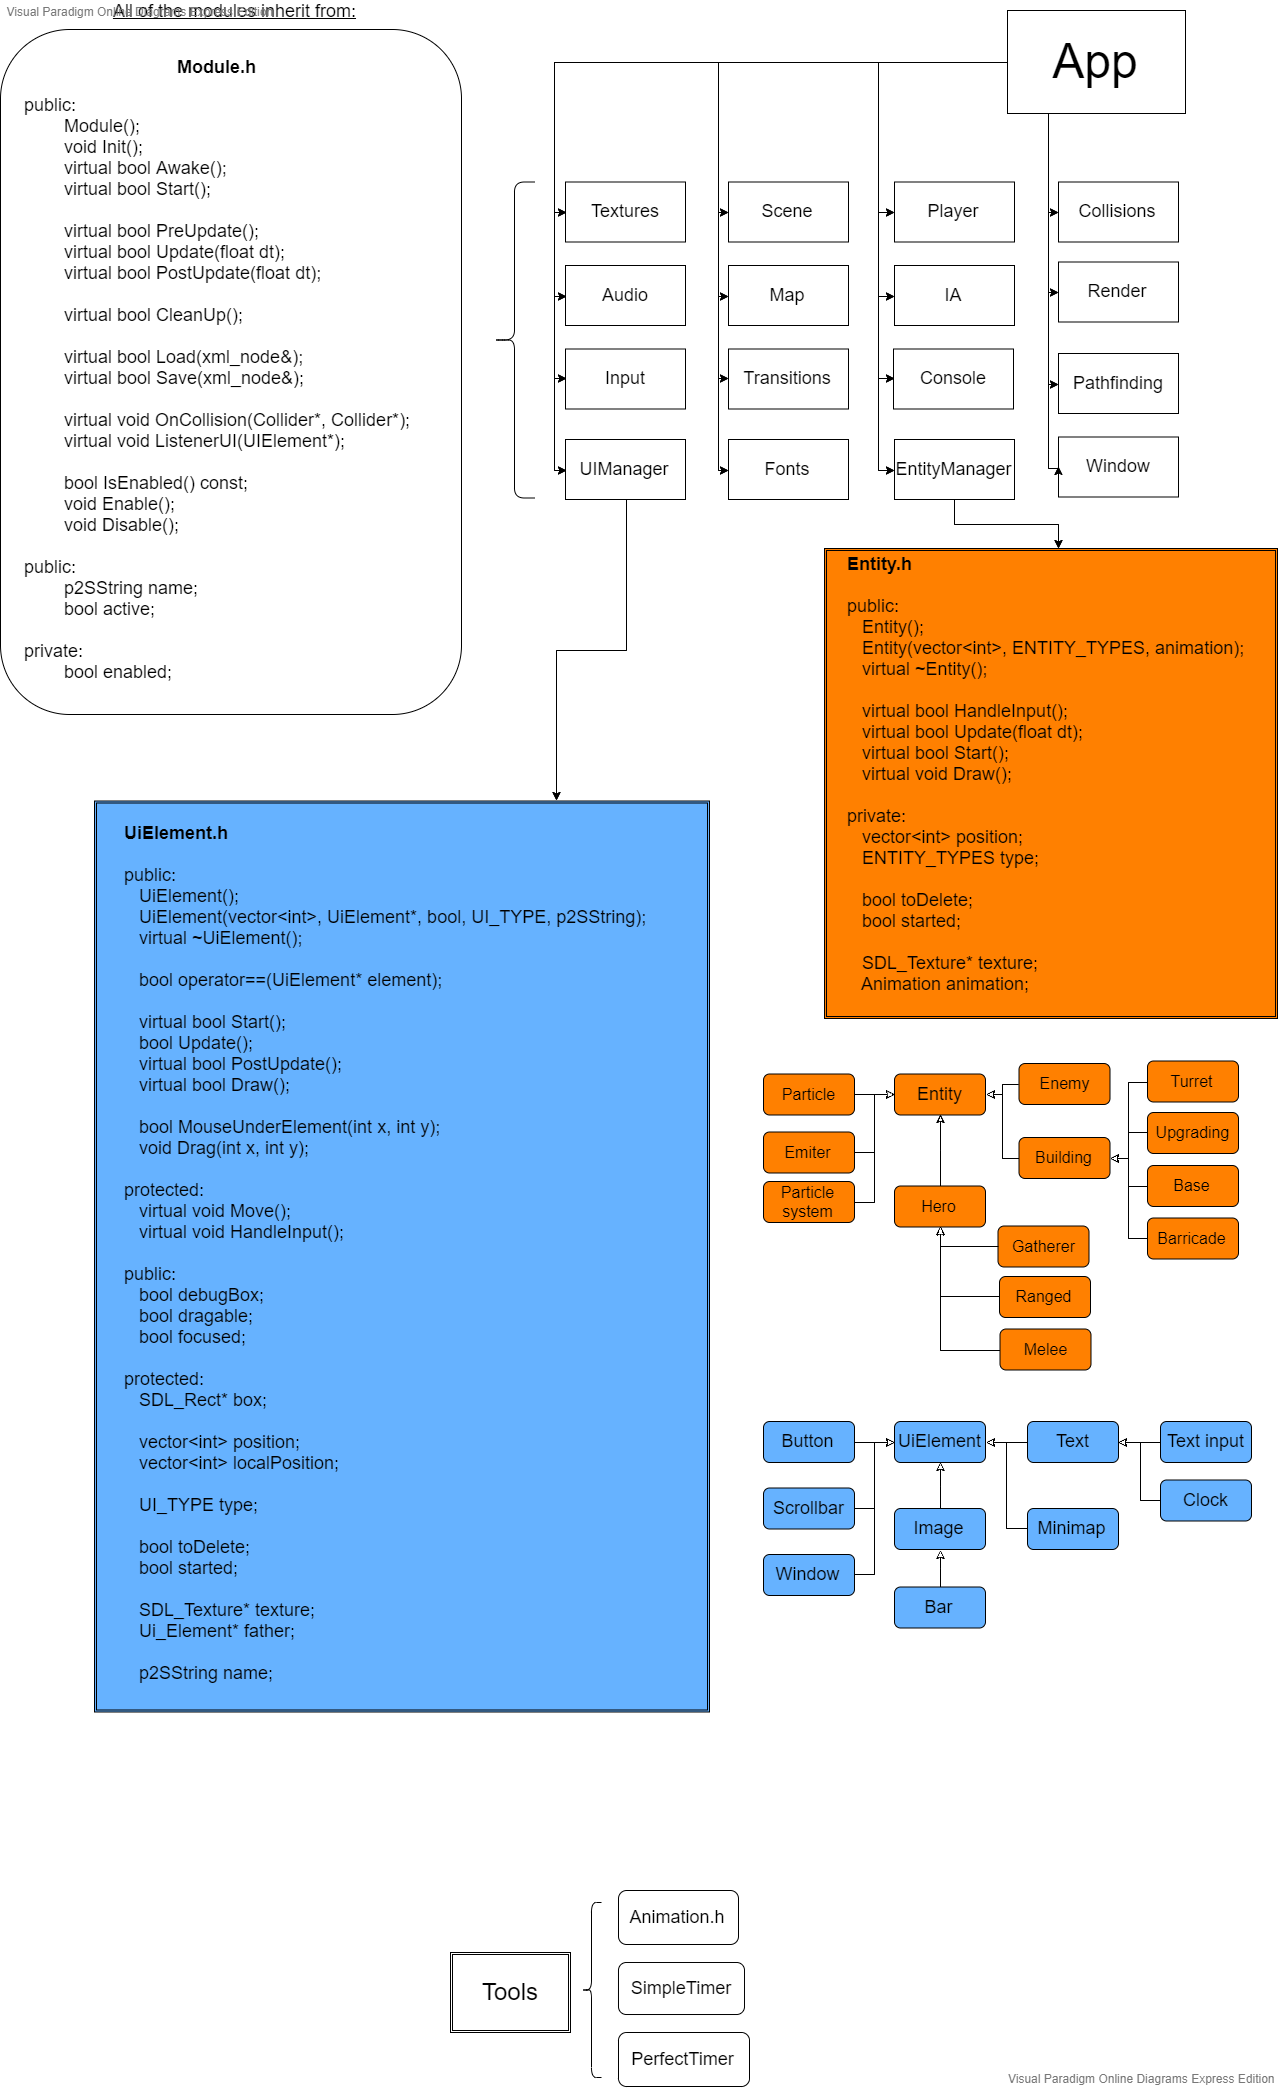 Visual Paradigm Online Diagrams Express Edition
All of the modules inherit from:
Module.h
public:
Module();
void Init();
virtual bool Awake();
virtual bool Start();
virtual bool PreUpdate();
virtual bool Update(float dt);
virtual bool PostUpdate(float dt);
virtual bool CleanUp();
virtual bool Load(xml_node&);
virtual bool Save(xml_node&);
virtual void OnCollision(Collider*, Collider*);
virtual void ListenerUI(UIElement*);
bool IsEnabled() const;
void Enable();
void Disable();
public:
p2SString name;
bool active;
private:
bool enabled;
App
Textures
Scene
Player
Collisions
Audio
Map
IA
Render
Input
Transitions
Console
Pathfinding
UIManager
Fonts
EntityManager
Window
Entity.h
public:
Entity();
Entity(vector<int>, ENTITY_TYPES, animation);
virtual ~Entity();
virtual bool HandleInput();
virtual bool Update(float dt);
virtual bool Start();
virtual void Draw();
private:
vector<int> position;
ENTITY_TYPES type;
bool toDelete;
bool started;
SDL_Texture* texture;
Animation animation;
UiElement.h
public:
UiElement();
UiElement(vector<int>, UiElement*, bool, UI_TYPE, p2SString);
virtual ~UiElement();
bool operator==(UiElement* element);
virtual bool Start();
bool Update();
virtual bool PostUpdate();
virtual bool Draw();
bool MouseUnderElement(int x, int y);
void Drag(int x, int y);
protected:
virtual void Move();
virtual void HandleInput();
public:
bool debugBox;
bool dragable;
bool focused;
protected:
SDL_Rect* box;
vector<int> position;
vector<int> localPosition;
UI_TYPE type;
bool toDelete;
bool started;
SDL_Texture* texture;
Ui_Element* father;
p2SString name;
Particle
Entity
Enemy
Turret
Upgrading
Emiter
Building
Base
Particle
system
Hero
Barricade
Gatherer
Ranged
Melee
Button
UiElement
Text
Text input
Scrollbar
Image
Minimap
Clock
Window
Bar
Tools
Animation.h
SimpleTimer
PerfectTimer
Visual Paradigm Online Diagrams Express Edition